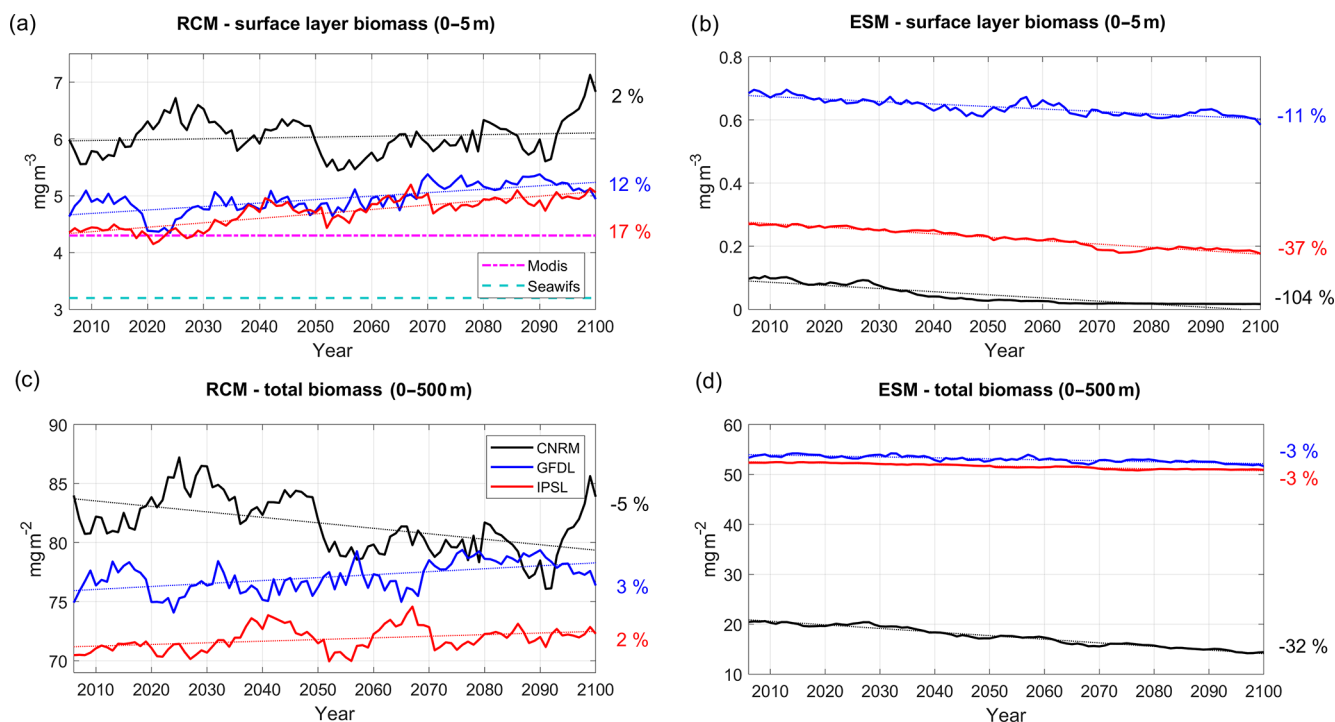 (a)
RCM - surface layer biomass (0–5 m)
7
6
5
4
3
mg m-3
2 %
12 %
17 %
Modis
Seawifs
2010 2020 2030 2040 2050 2060 2070 2080 2090 2100
Year
(b)
ESM - surface layer biomass (0–5 m)
0.8
0.6
0.4
0.2
0
mg m-3
-11 %
-37 %
-104 %
2010 2020 2030 2040 2050 2060 2070 2080 2090 2100
Year
(c)
RCM - total biomass (0–500 m)
90
85
80
75
70
mg m-2
CNRM
GFDL
IPSL
-5 %
3 %
2 %
2010 2020 2030 2040 2050 2060 2070 2080 2090 2100
Year
(d)
ESM - total biomass (0–500 m)
60
50
40
30
20
10
mg m-2
-3 %
-3 %
-32 %
2010 2020 2030 2040 2050 2060 2070 2080 2090 2100
Year